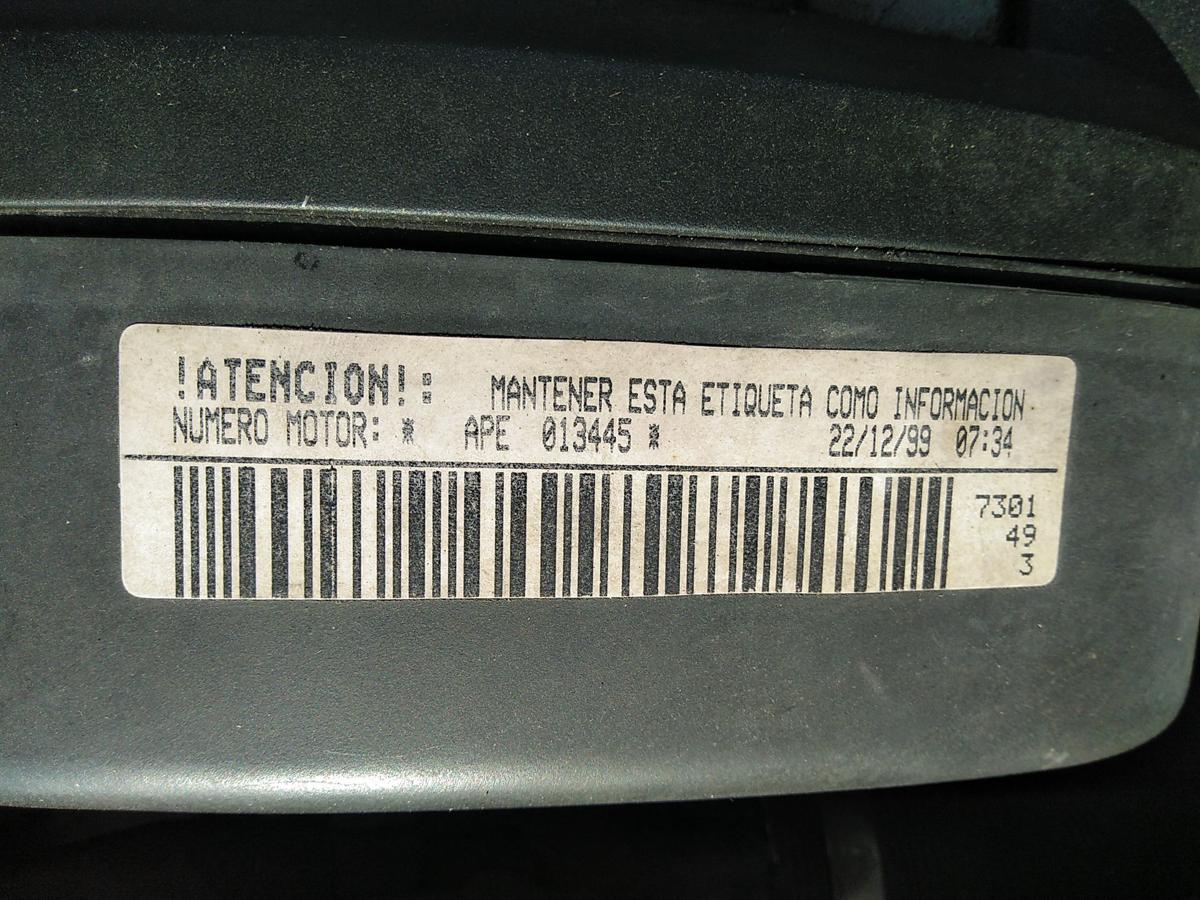 !ATENCION!: MANTENER ESTA ETIQUETA COMO INFORMACION
NUMERO MOTOR: * APE 013445 * 22/12/99 07:34
7301
49
3